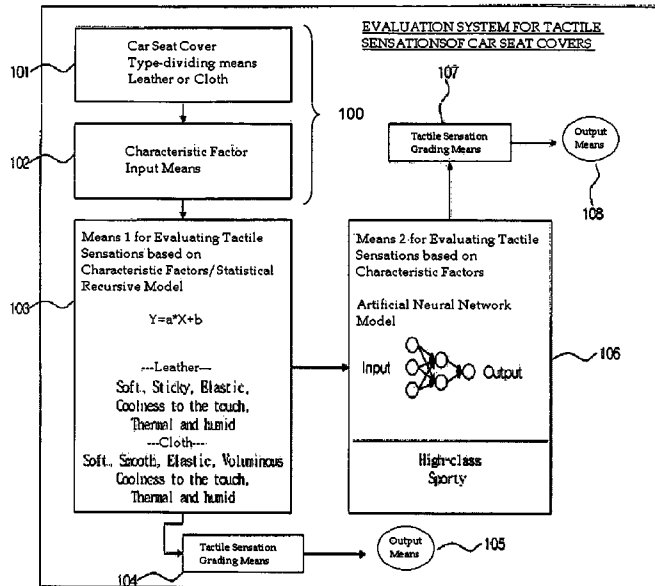 EVALUATION SYSTEM FOR TACTILE
SENSATIONSOF CAR SEAT COVERS
101
Car Seat Cover
Type-dividing means
Leather or Cloth
100
102
Characteristic Factor
Input Means
107
Tactile Sensation
Grading Means
Output
Means
108
103
Means 1 for Evaluating Tactile
Sensations based on
Characteristic Factors/Statistical
Recursive Model
Y=a*X+b
---Leather---
Soft., Sticky, Elastic,
Coolness to the touch,
Thermal and humid
---Cloth---
Soft., Smooth, Elastic, Voluminous
Coolness to the touch,
Thermal and humid
Means 2 for Evaluating Tactile
Sensations based on
Characteristic Factors
Artificial Neural Network
Model
Input
Output
High-class
Sporty
106
104
Tactile Sensation
Grading Means
Output
Means
105